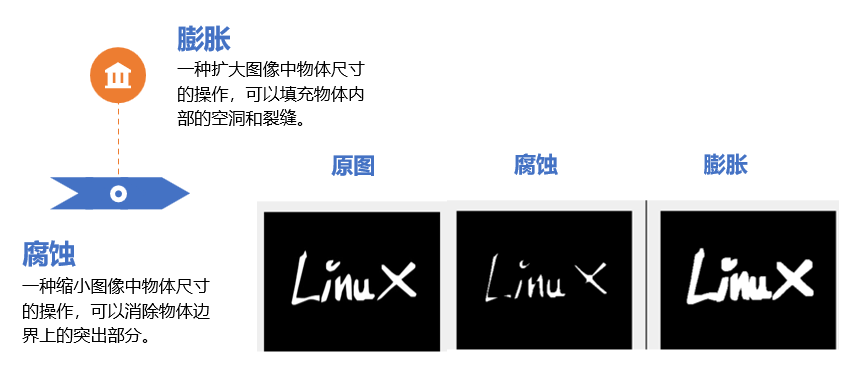 膨胀
一种扩大图像中物体尺寸
的操作，可以填充物体内
部的空洞和裂缝。
腐蚀
一种缩小图像中物体尺寸
的操作，可以消除物体边
界上的突出部分。
原图
腐蚀
膨胀
Linux
Linux
Linux